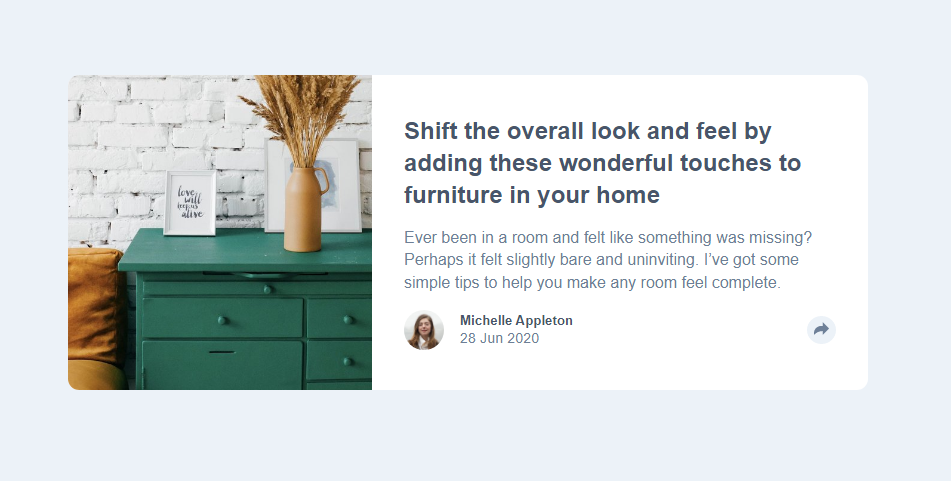 love
will
keep us
alive
Shift the overall look and feel by
adding these wonderful touches to
furniture in your home
Ever been in a room and felt like something was missing?
Perhaps it felt slightly bare and uninviting. I’ve got some
simple tips to help you make any room feel complete.
Michelle Appleton
28 Jun 2020